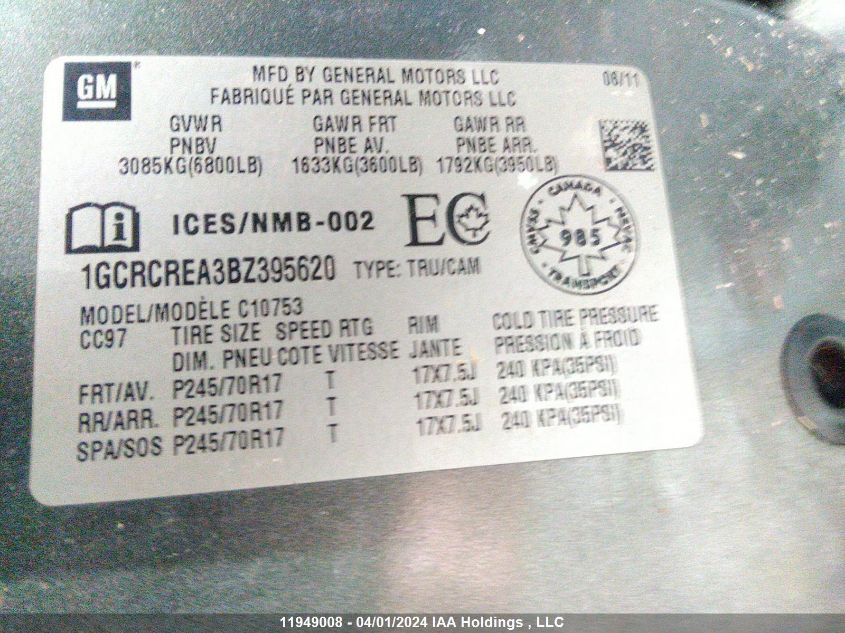 GM
MFD BY GENERAL MOTORS LLC 06/11
FABRIQUÉ PAR GENERAL MOTORS LLC
GVWR GAWR FRT GAWR RR
PNBV PNBE AV. PNBE ARR.
3085KG(6800LB) 1633KG(3600LB) 1792KG(3950LB)
i ICES/NMB-002 EC
CANADA
CMVSS NSVAC
985
TRANSPORT
1GCRCREA3BZ395620 TYPE: TRU/CAM
MODEL/MODÈLE C10753
CC97 TIRE SIZE SPEED RTG RIM COLD TIRE PRESSURE
DIM. PNEU COTE VITESSE JANTE PRESSION À FROID
FRT/AV. P245/70R17 T 17X7.5J 240 KPA(35PSI)
RR/ARR. P245/70R17 T 17X7.5J 240 KPA(35PSI)
SPA/SOS P245/70R17 T 17X7.5J 240 KPA(35PSI)
11949008 - 04/01/2024 IAA Holdings , LLC